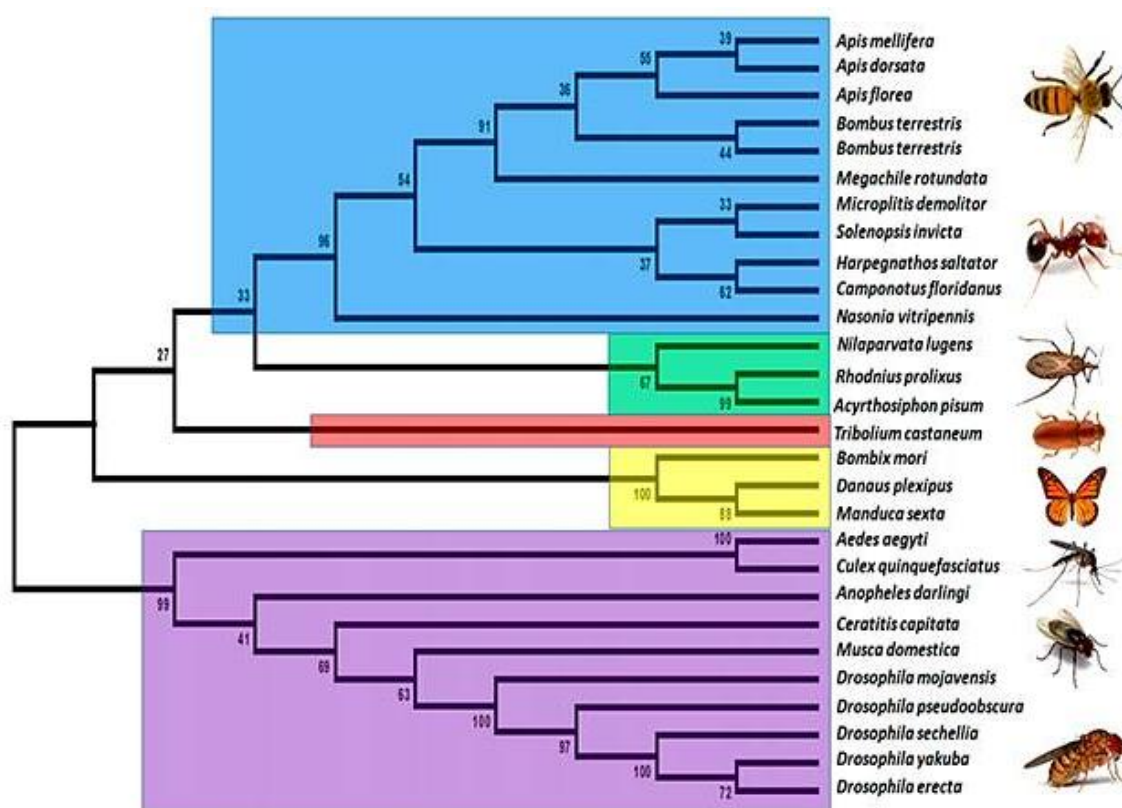 39
Apis mellifera
55
Apis dorsata
36
Apis florea
91
Bombus terrestris
44
Bombus terrestris
54
Megachile rotundata
33
Microplitis demolitor
96
Solenopsis invicta
37
Harpegnathos saltator
62
Camponotus floridanus
33
Nasonia vitripennis
27
Nilaparvata lugens
67
Rhodnius prolixus
99
Acyrthosiphon pisum
Tribolium castaneum
Bombix mori
100
Danaus plexipus
Manduca sexta
100
Aedes aegyti
Culex quinquefasciatus
99
Anopheles darlingi
41
Ceratitis capitata
69
Musca domestica
63
Drosophila mojavensis
100
Drosophila pseudoobscura
97
Drosophila sechellia
100
Drosophila yakuba
72
Drosophila erecta